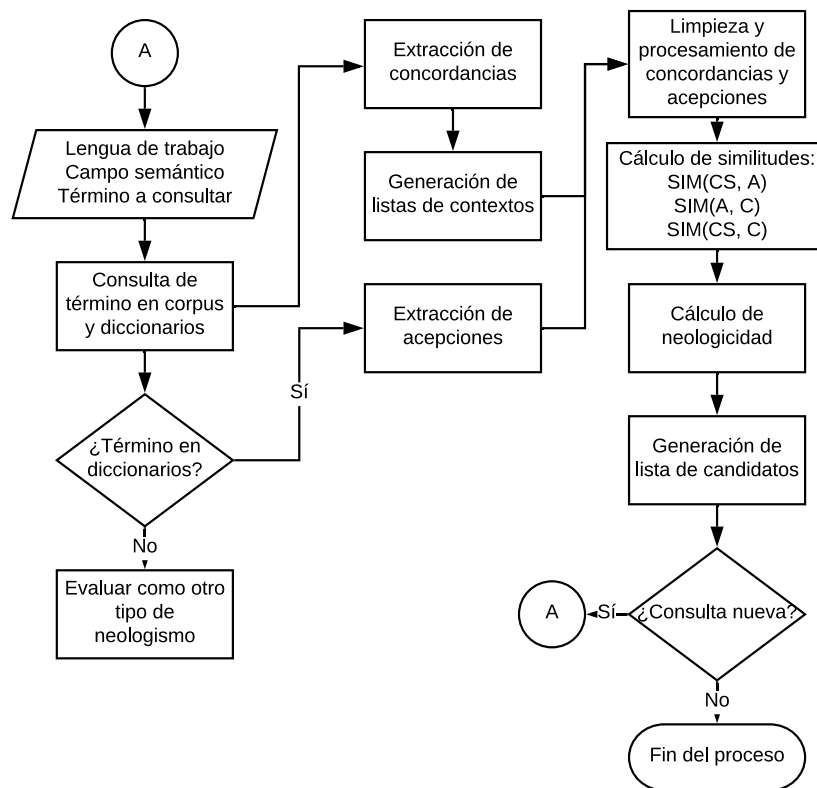 A
Lengua de trabajo
Campo semántico
Término a consultar
Consulta de
término en corpus
y diccionarios
¿Término en
diccionarios?
Sí
No
Evaluar como otro
tipo de
neologismo
Extracción de
concordancias
Generación de
listas de contextos
Extracción de
acepciones
Limpieza y
procesamiento de
concordancias y
acepciones
Cálculo de similitudes:
SIM(CS, A)
SIM(A, C)
SIM(CS, C)
Cálculo de
neologicidad
Generación de
lista de candidatos
¿Consulta nueva?
Sí
A
No
Fin del proceso